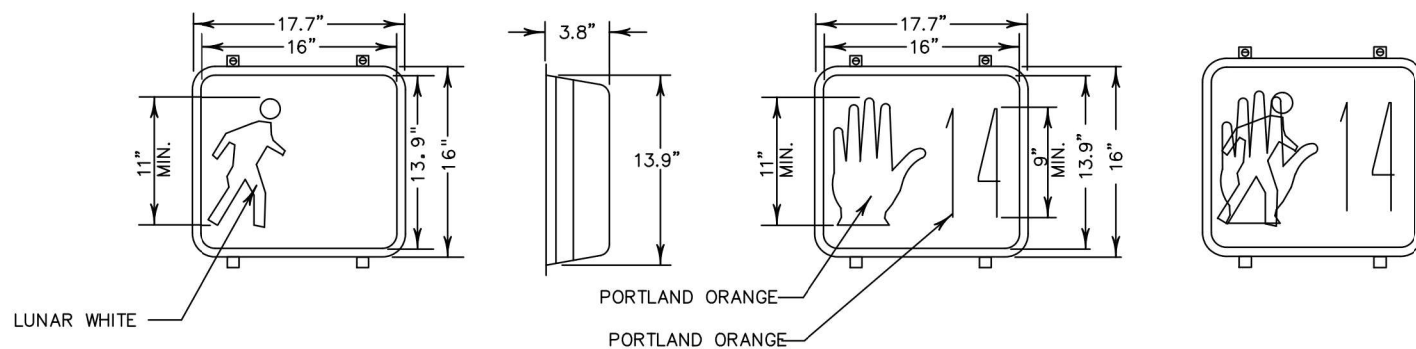 17.7"
16"
11"
MIN.
13.9"
16"
LUNAR WHITE
3.8"
13.9"
17.7"
16"
11"
MIN.
9"
MIN.
13.9"
16"
14
PORTLAND ORANGE
PORTLAND ORANGE
14